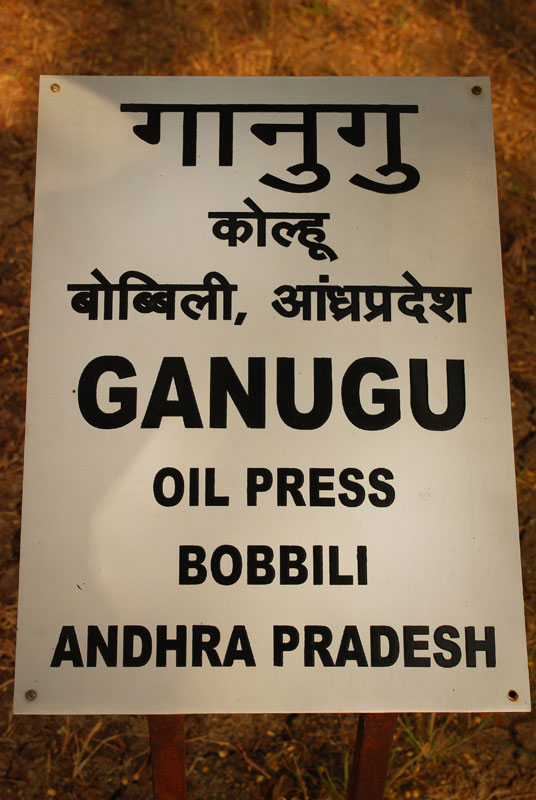 गानुगु
कोल्हू
बोब्बिली, आंध्रप्रदेश
GANUGU
OIL PRESS
BOBBILI
ANDHRA PRADESH